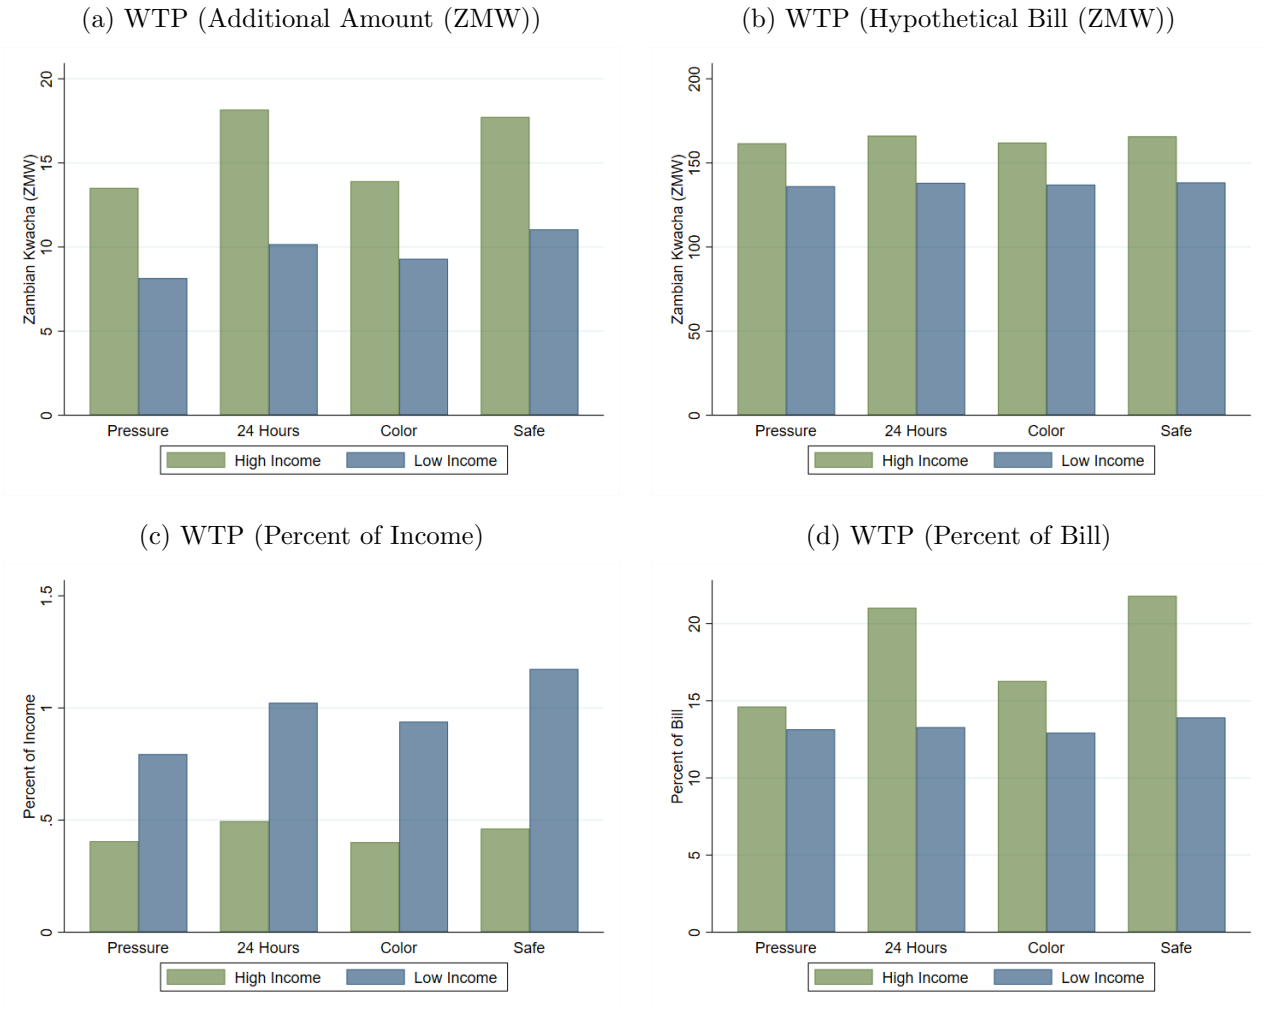 (a) WTP (Additional Amount (ZMW))
Zambian Kwacha (ZMW)
20
15
10
5
0
Pressure 24 Hours Color Safe
High Income Low Income
(b) WTP (Hypothetical Bill (ZMW))
Zambian Kwacha (ZMW)
200
150
100
50
0
Pressure 24 Hours Color Safe
High Income Low Income
(c) WTP (Percent of Income)
Percent of Income
1.5
1
.5
0
Pressure 24 Hours Color Safe
High Income Low Income
(d) WTP (Percent of Bill)
Percent of Bill
20
15
10
5
0
Pressure 24 Hours Color Safe
High Income Low Income